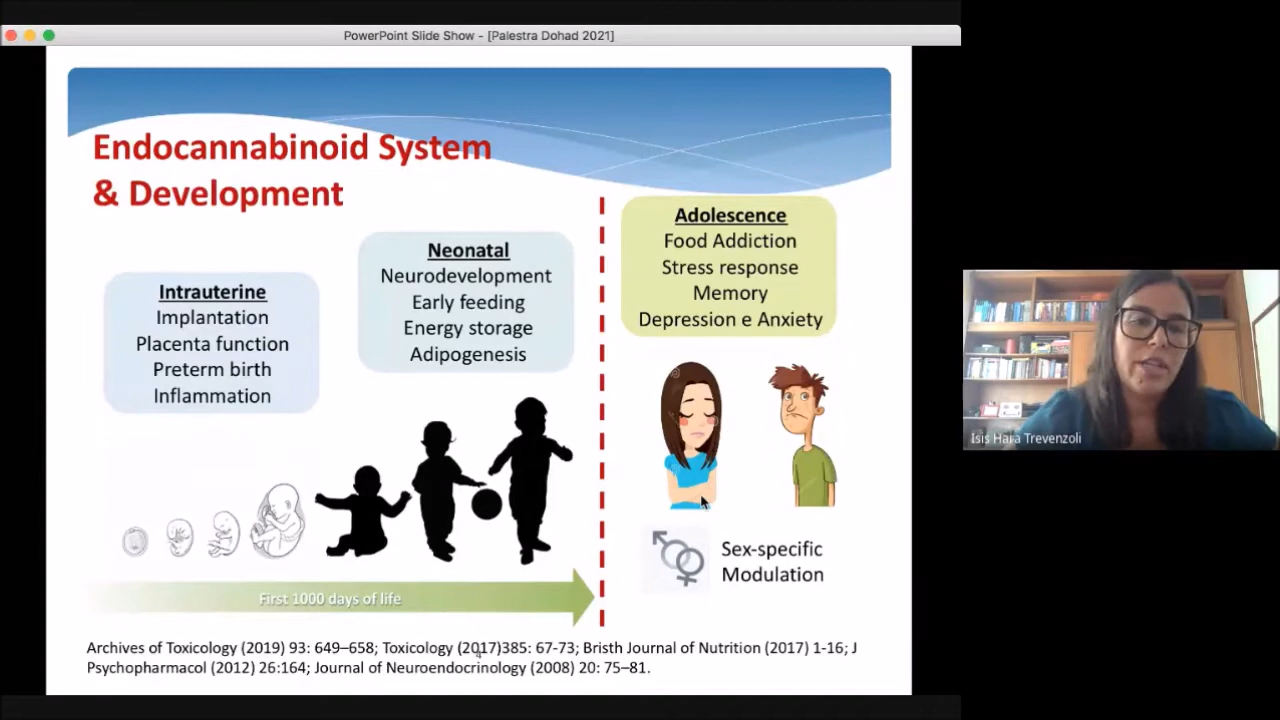 PowerPoint Slide Show - [Palestra Dohad 2021]
Endocannabinoid System
& Development
Intrauterine
Implantation
Placenta function
Preterm birth
Inflammation
Neonatal
Neurodevelopment
Early feeding
Energy storage
Adipogenesis
Adolescence
Food Addiction
Stress response
Memory
Depression e Anxiety
Sex-specific
Modulation
First 1000 days of life
Archives of Toxicology (2019) 93: 649–658; Toxicology (2017)385: 67-73; Bristh Journal of Nutrition (2017) 1-16; J
Psychopharmacol (2012) 26:164; Journal of Neuroendocrinology (2008) 20: 75–81.
4
Isis Hara Trevenzoli